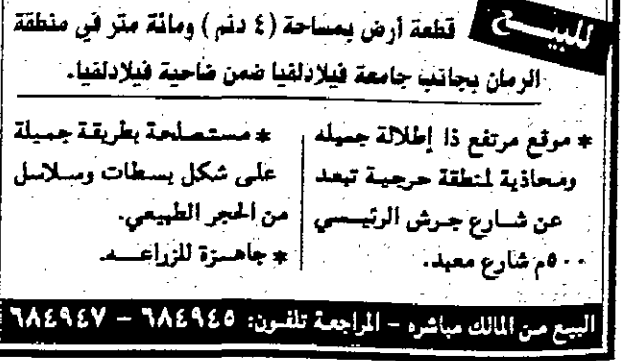 للبيع
قطعة أرض بمساحة (٤ دنم) ومائة متر في منطقة
الرمان بجانب جامعة فيلادلفيا ضمن ضاحية فيلادلفيا.
* موقع مرتفع ذا إطلالة جميله
ومحاذية لمنطقة حرجية تبعد
عن شارع جرش الرئيسي
٥٠٠م شارع معبد.
* مستصلحة بطريقة جميلة
على شكل بسطات وسلاسل
من الحجر الطبيعي.
* جاهزة للزراعه.
البيع من المالك مباشره - المراجعة تلفون: ٦٨٤٩٤٥ - ٦٨٤٩٤٧